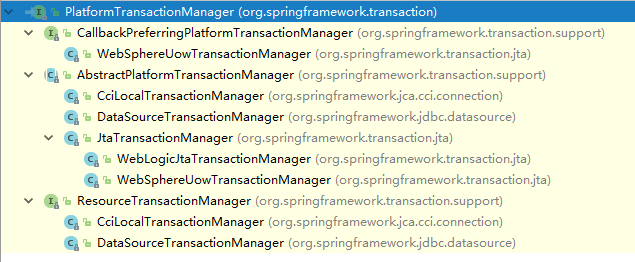 PlatformTransactionManager (org.springframework.transaction)
CallbackPreferringPlatformTransactionManager (org.springframework.transaction.support)
WebSphereUowTransactionManager (org.springframework.transaction.jta)
AbstractPlatformTransactionManager (org.springframework.transaction.support)
CciLocalTransactionManager (org.springframework.jca.cci.connection)
DataSourceTransactionManager (org.springframework.jdbc.datasource)
JtaTransactionManager (org.springframework.transaction.jta)
WebLogicJtaTransactionManager (org.springframework.transaction.jta)
WebSphereUowTransactionManager (org.springframework.transaction.jta)
ResourceTransactionManager (org.springframework.transaction.support)
CciLocalTransactionManager (org.springframework.jca.cci.connection)
DataSourceTransactionManager (org.springframework.jdbc.datasource)